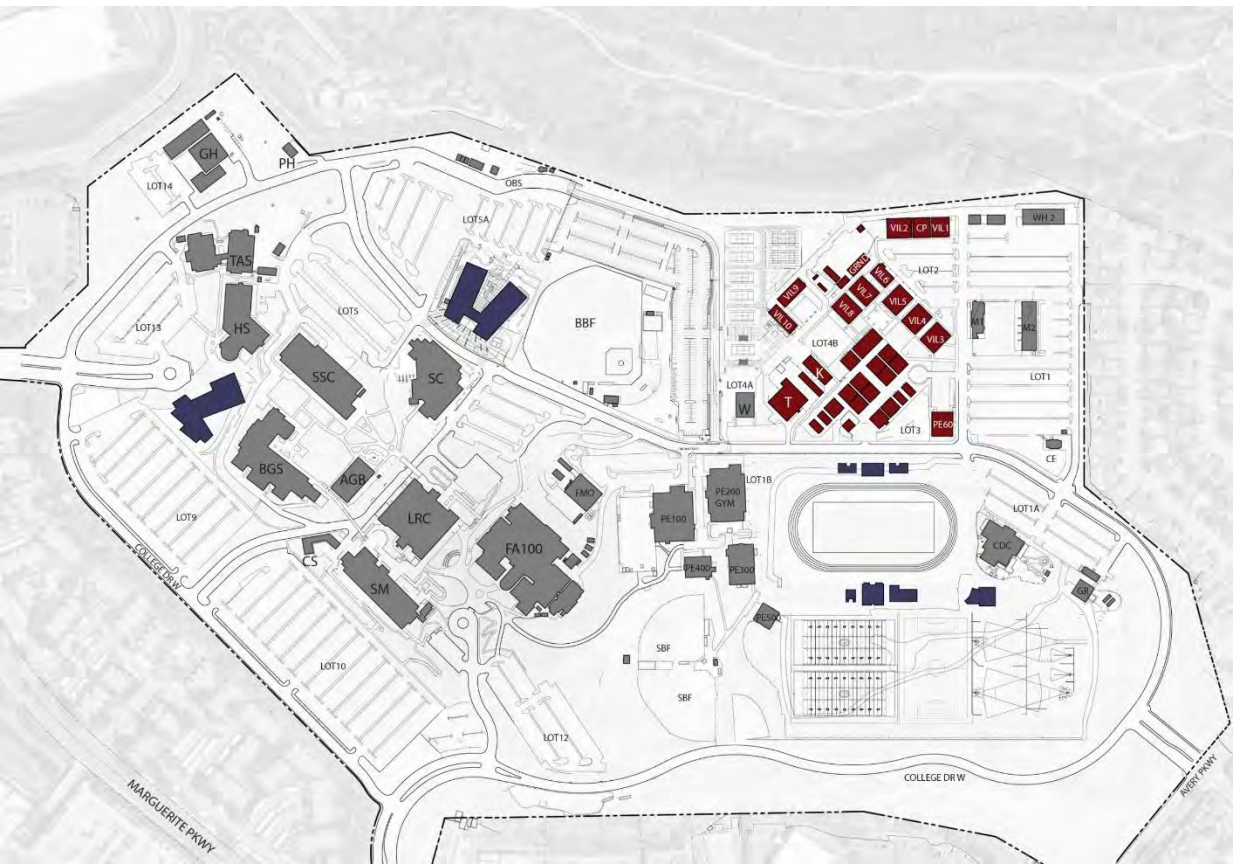 GH
PH
LOT14
OBS
LOT5A
TAS
LOT5
LOT13
HS
SSC
SC
BBF
VIL2
CP
VIL1
WH 2
GRND
VIL6
LOT2
VIL9
VIL7
VIL5
VIL10
VIL8
VIL4
M1
M2
VIL3
LOT4B
LOT4A
K
LOT1
W
T
LOT3
PE60
CE
BGS
AGB
LRC
FMO
PE100
PE200
GYM
LOT1B
LOT1A
LOT9
COLLEGE DR W
CS
SM
FA100
PE400
PE300
CDC
GR
PE500
LOT10
SBF
SBF
LOT12
COLLEGE DR W
MARGUERITE PKWY
AVERY PKWY